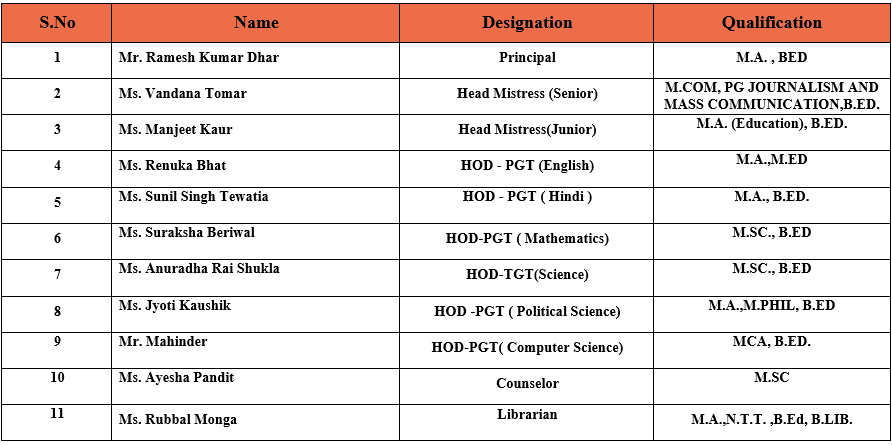 S.No Name Designation Qualification
1 Mr. Ramesh Kumar Dhar Principal M.A. , BED
2 Ms. Vandana Tomar Head Mistress (Senior) M.COM, PG JOURNALISM AND
MASS COMMUNICATION,B.ED.
3 Ms. Manjeet Kaur Head Mistress(Junior) M.A. (Education), B.ED.
4 Ms. Renuka Bhat HOD - PGT (English) M.A.,M.ED
5 Ms. Sunil Singh Tewatia HOD - PGT ( Hindi ) M.A., B.ED.
6 Ms. Suraksha Beriwal HOD-PGT ( Mathematics) M.SC., B.ED
7 Ms. Anuradha Rai Shukla HOD-TGT(Science) M.SC., B.ED
8 Ms. Jyoti Kaushik HOD -PGT ( Political Science) M.A.,M.PHIL, B.ED
9 Mr. Mahinder HOD-PGT( Computer Science) MCA, B.ED.
10 Ms. Ayesha Pandit Counselor M.SC
11 Ms. Rubbal Monga Librarian M.A.,N.T.T. ,B.Ed, B.LIB.